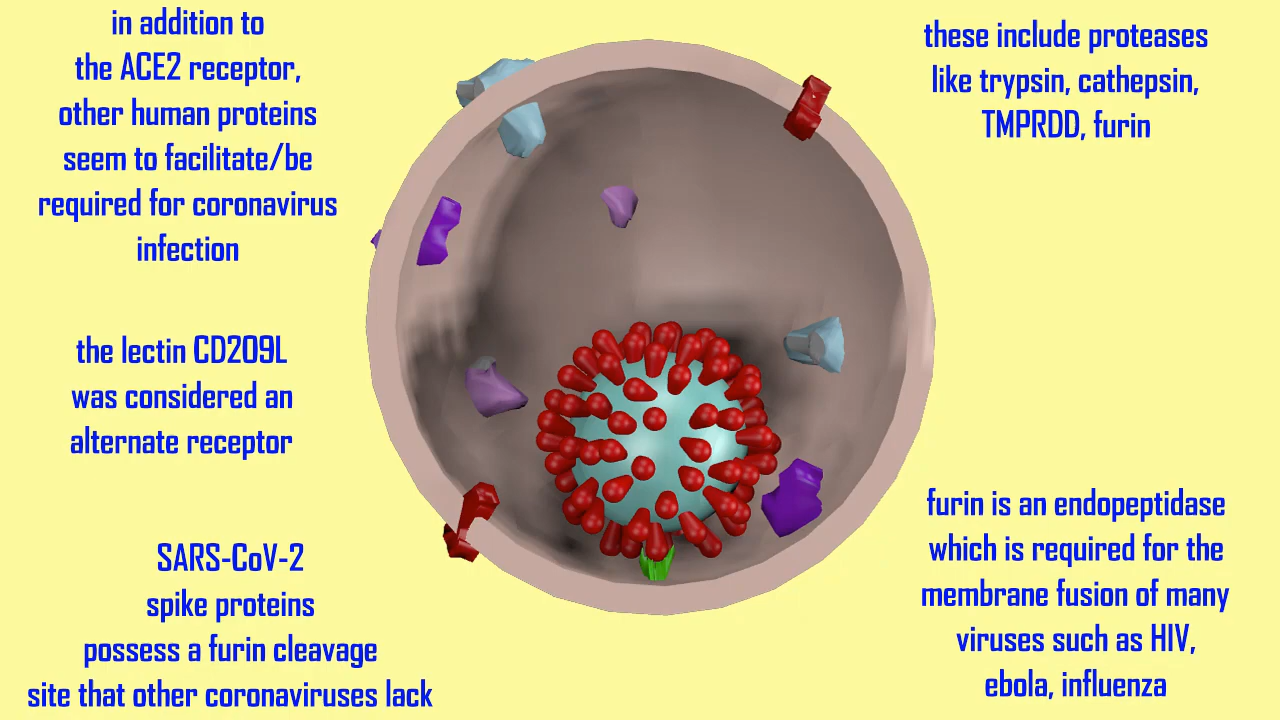 in addition to
the ACE2 receptor,
other human proteins
seem to facilitate/be
required for coronavirus
infection
the lectin CD209L
was considered an
alternate receptor
SARS-CoV-2
spike proteins
possess a furin cleavage
site that other coronaviruses lack
these include proteases
like trypsin, cathepsin,
TMPRDD, furin
furin is an endopeptidase
which is required for the
membrane fusion of many
viruses such as HIV,
ebola, influenza